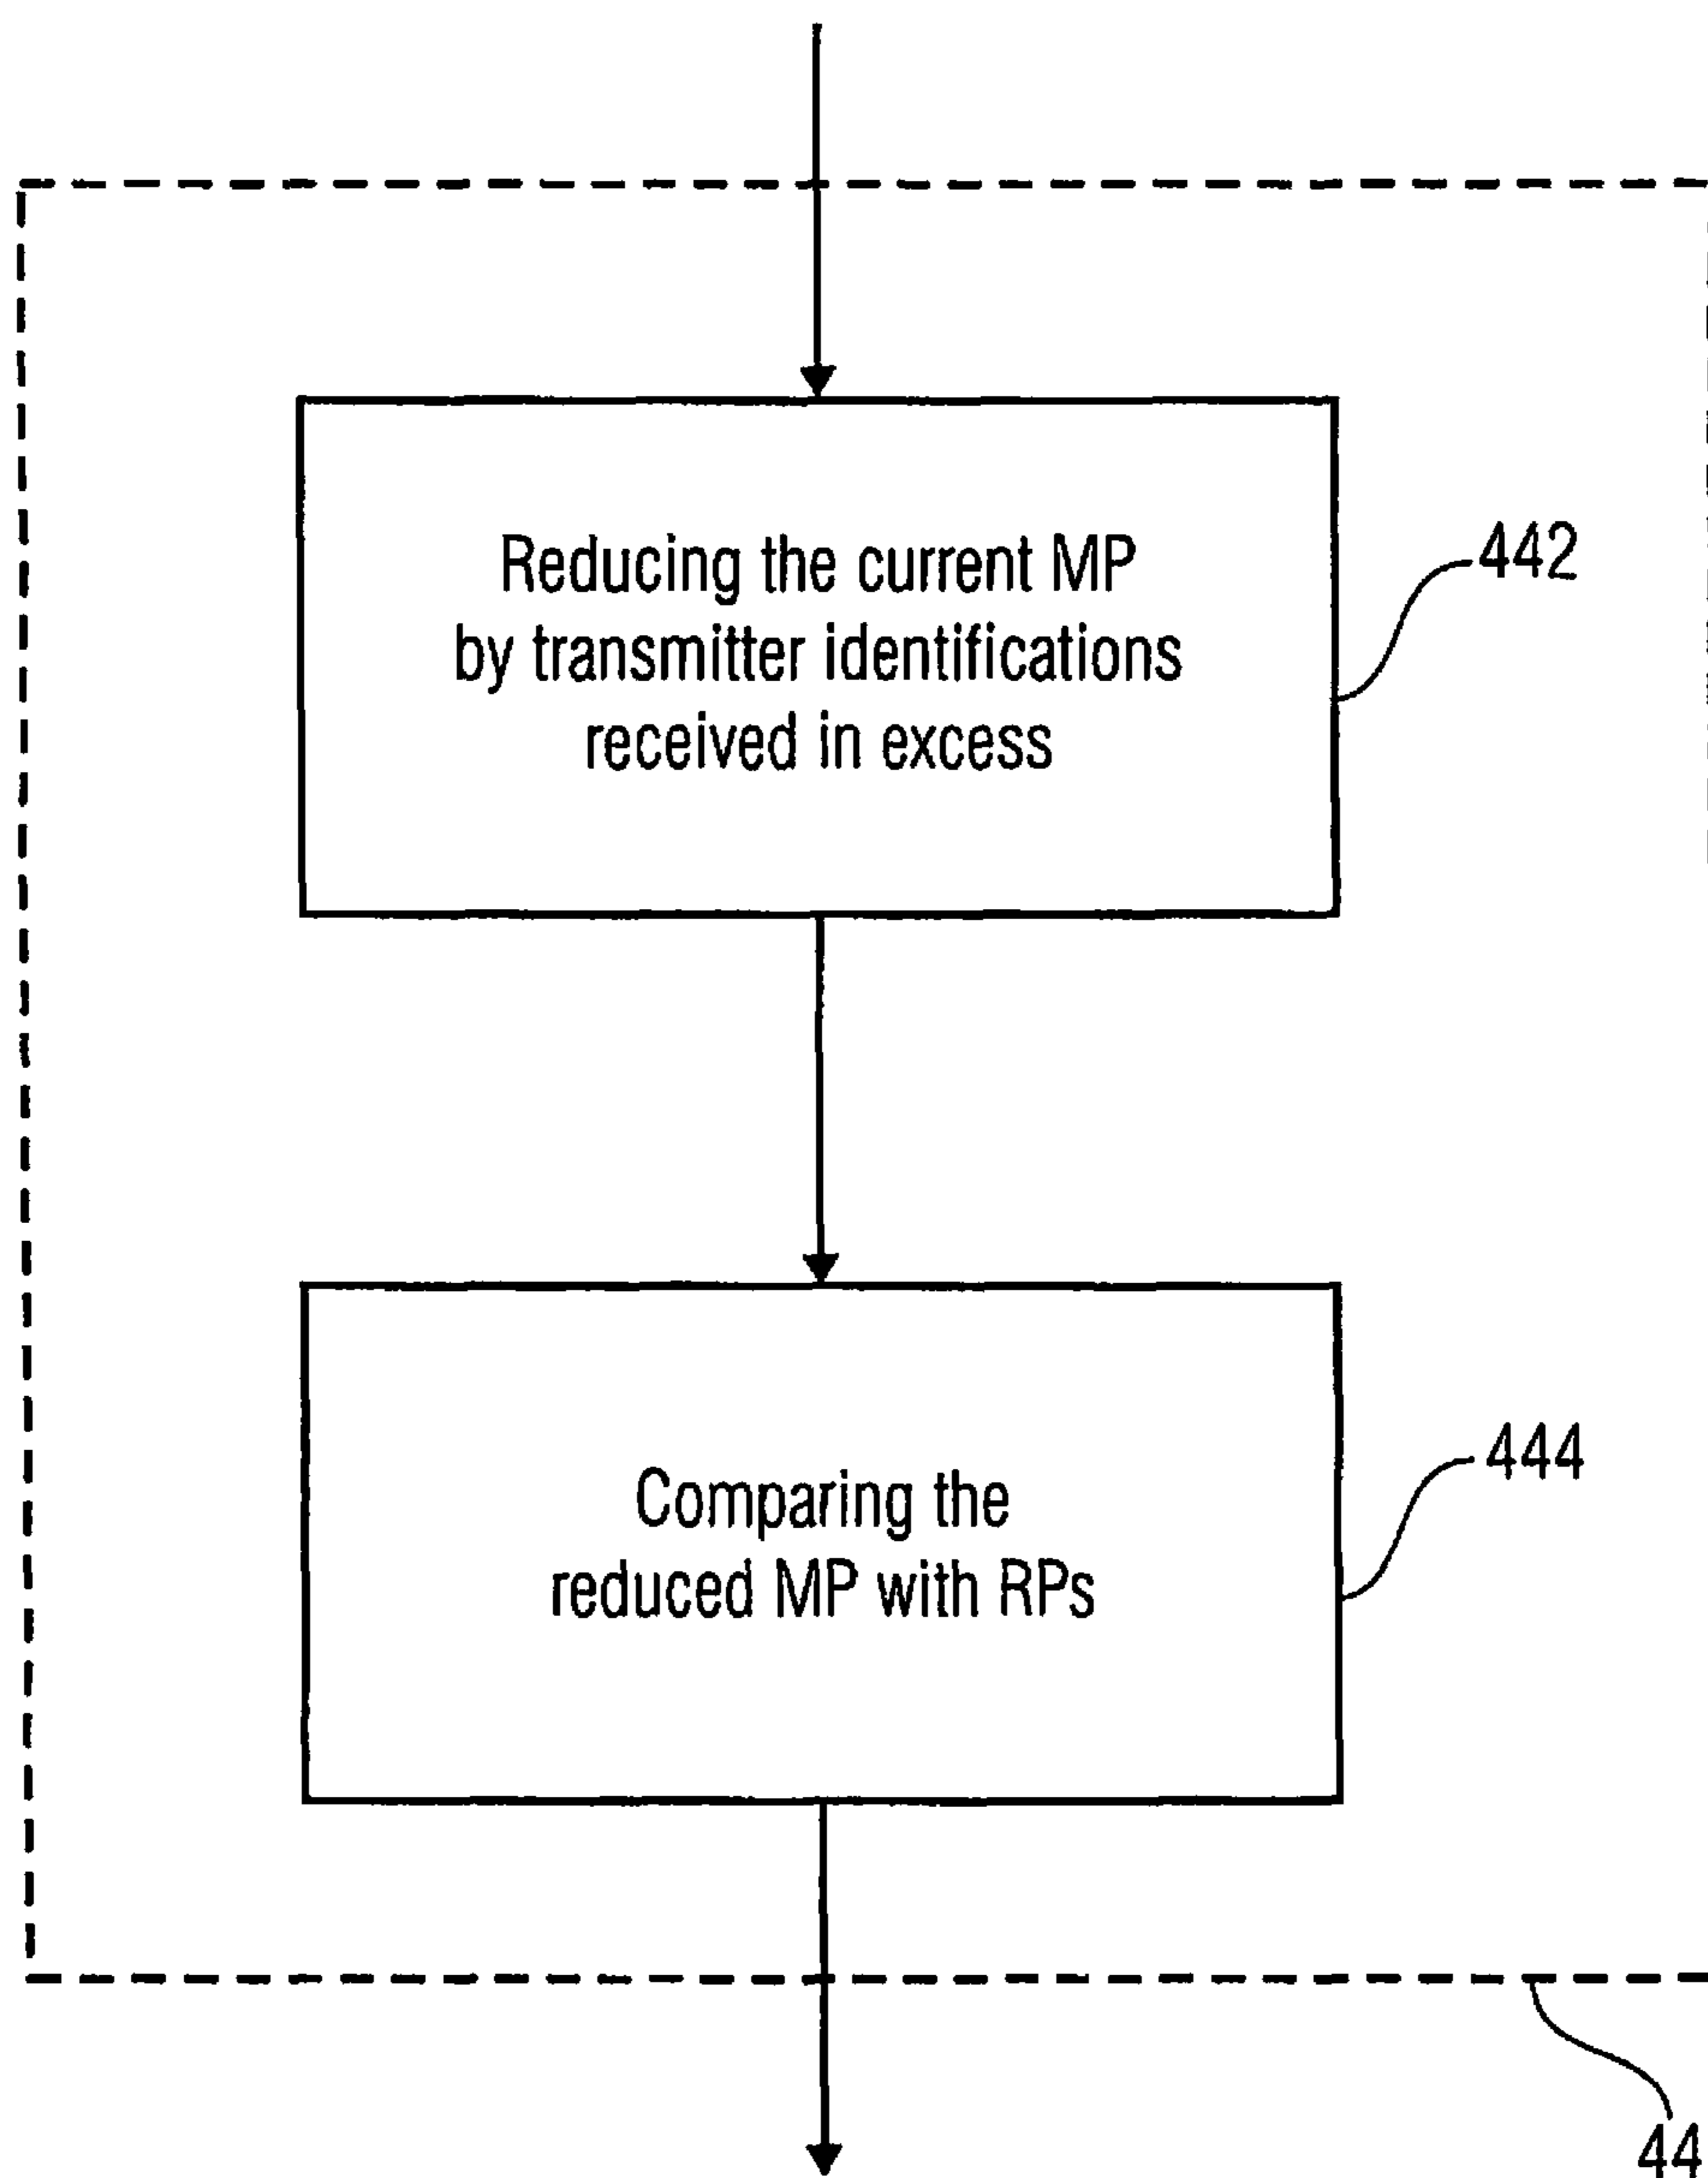 Reducing the current MP
by transmitter identifications
received in excess
442
Comparing the
reduced MP with RPs
444
44